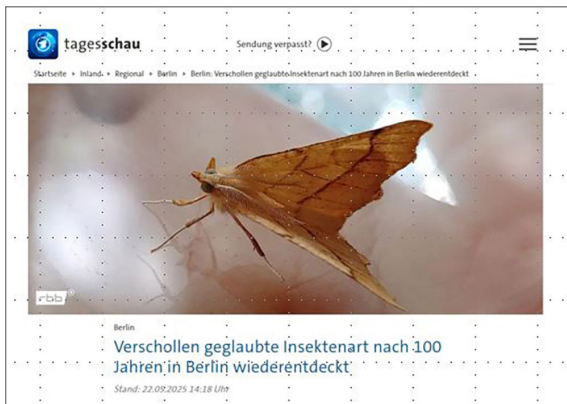 tagesschau
Sendung verpasst?
Startseite ▸ Inland ▸ Regional ▸ Berlin ▸ Berlin: Verschollen geglaubte Insektenart nach 100 Jahren in Berlin wiederentdeckt
rbb
Berlin
Verschollen geglaubte Insektenart nach 100
Jahren in Berlin wiederentdeckt
Stand: 22.09.2025 14:18 Uhr